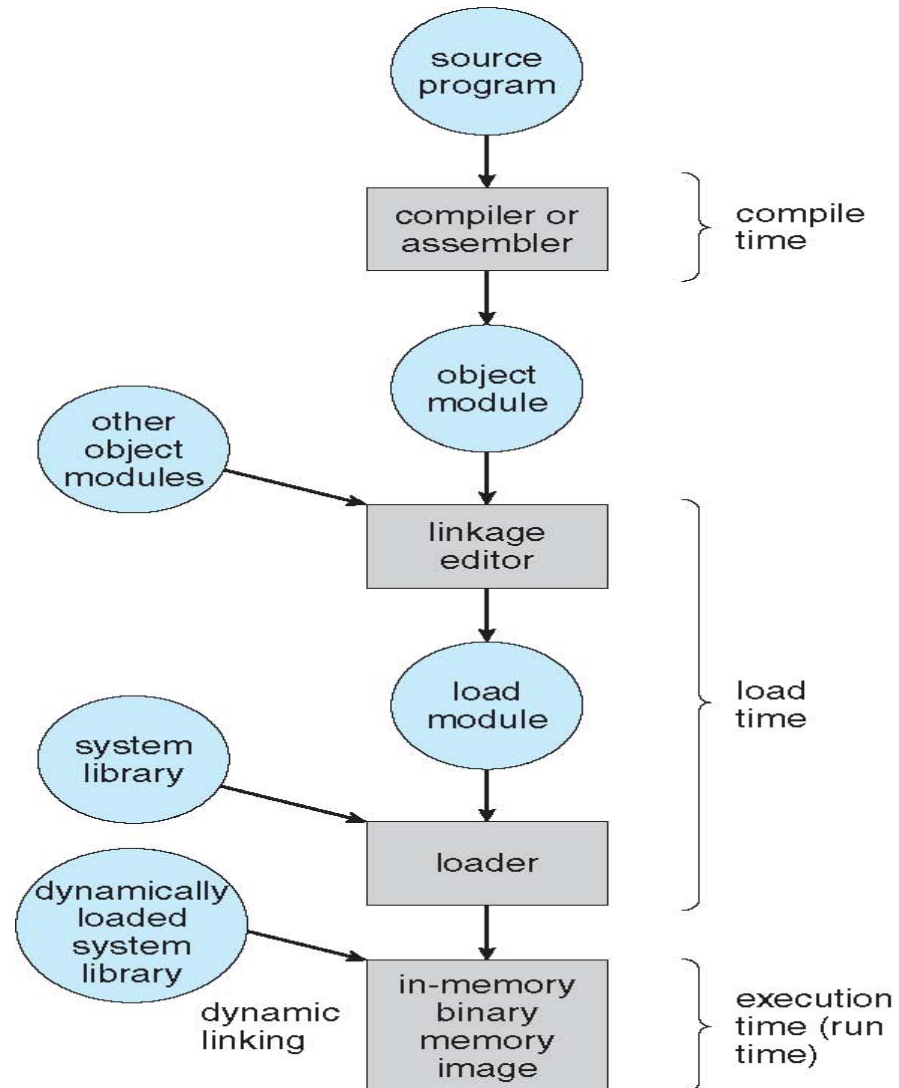 source
program
compiler or
assembler
compile
time
object
module
other
object
modules
linkage
editor
load
module
load
time
system
library
loader
dynamically
loaded
system
library
dynamic
linking
in-memory
binary
memory
image
execution
time (run
time)